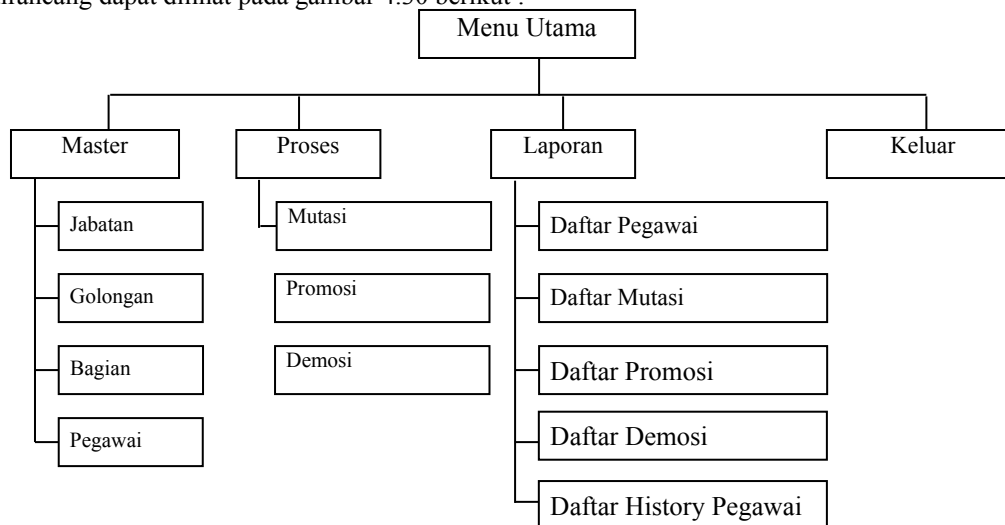 dapat dilihat pada gambar 4.30 berikut :
Menu Utama
Master
Proses
Laporan
Keluar
Jabatan
Golongan
Bagian
Pegawai
Mutasi
Promosi
Demosi
Daftar Pegawai
Daftar Mutasi
Daftar Promosi
Daftar Demosi
Daftar History Pegawai